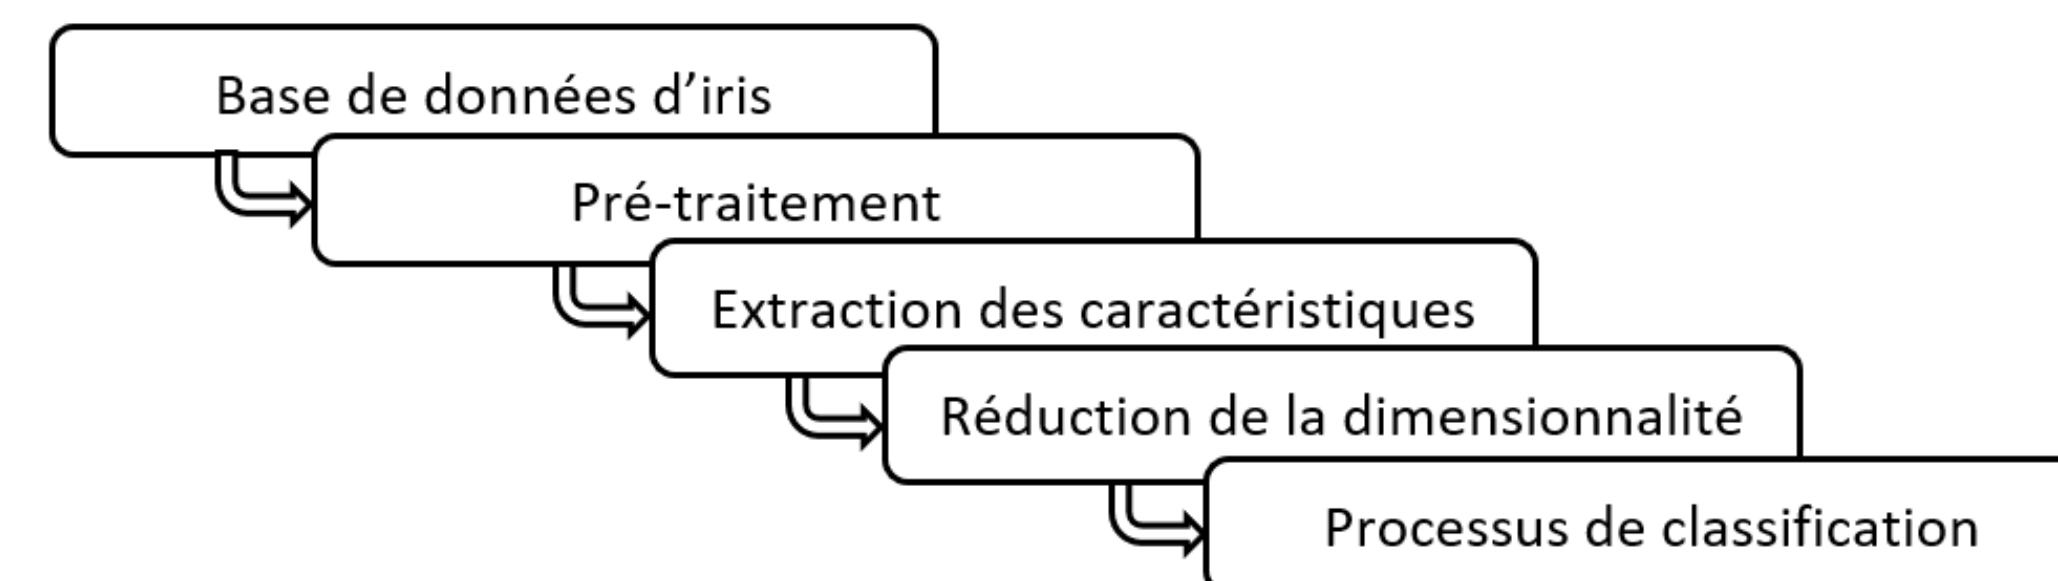 Base de données d’iris
Pré-traitement
Extraction des caractéristiques
Réduction de la dimensionnalité
Processus de classification